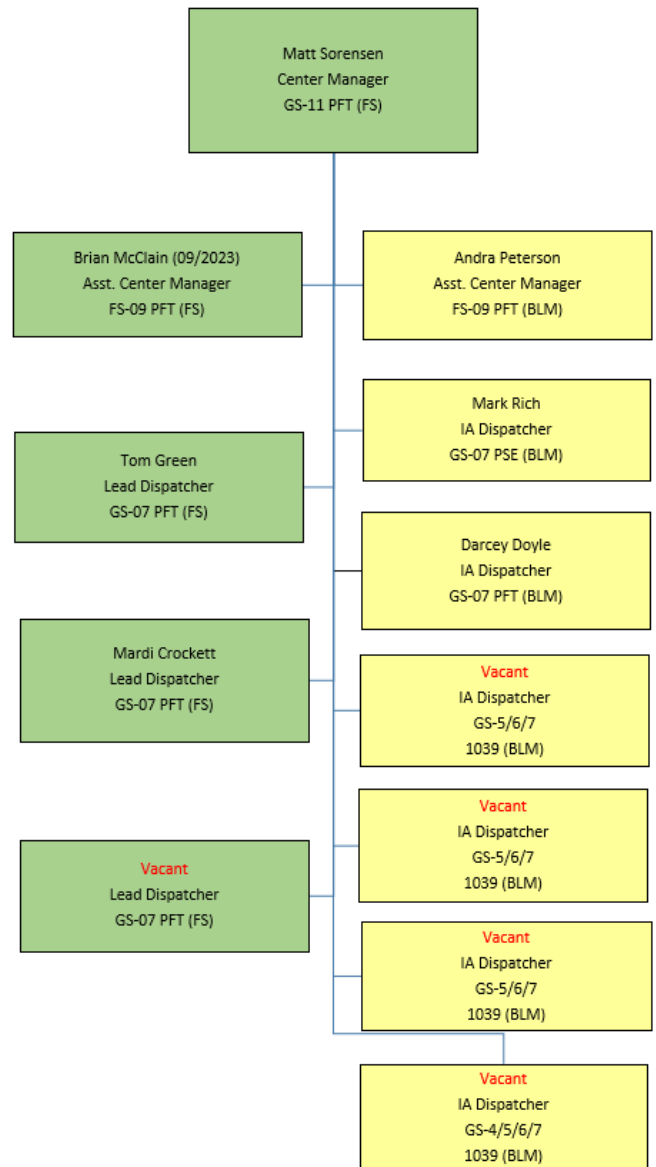 Matt Sorensen
Center Manager
GS-11 PFT (FS)
Brian McClain (09/2023)
Asst. Center Manager
FS-09 PFT (FS)
Andra Peterson
Asst. Center Manager
FS-09 PFT (BLM)
Mark Rich
IA Dispatcher
GS-07 PSE (BLM)
Tom Green
Lead Dispatcher
GS-07 PFT (FS)
Darcey Doyle
IA Dispatcher
GS-07 PFT (BLM)
Mardi Crockett
Lead Dispatcher
GS-07 PFT (FS)
Vacant
IA Dispatcher
GS-5/6/7
1039 (BLM)
Vacant
IA Dispatcher
GS-5/6/7
1039 (BLM)
Vacant
Lead Dispatcher
GS-07 PFT (FS)
Vacant
IA Dispatcher
GS-5/6/7
1039 (BLM)
Vacant
IA Dispatcher
GS-4/5/6/7
1039 (BLM)